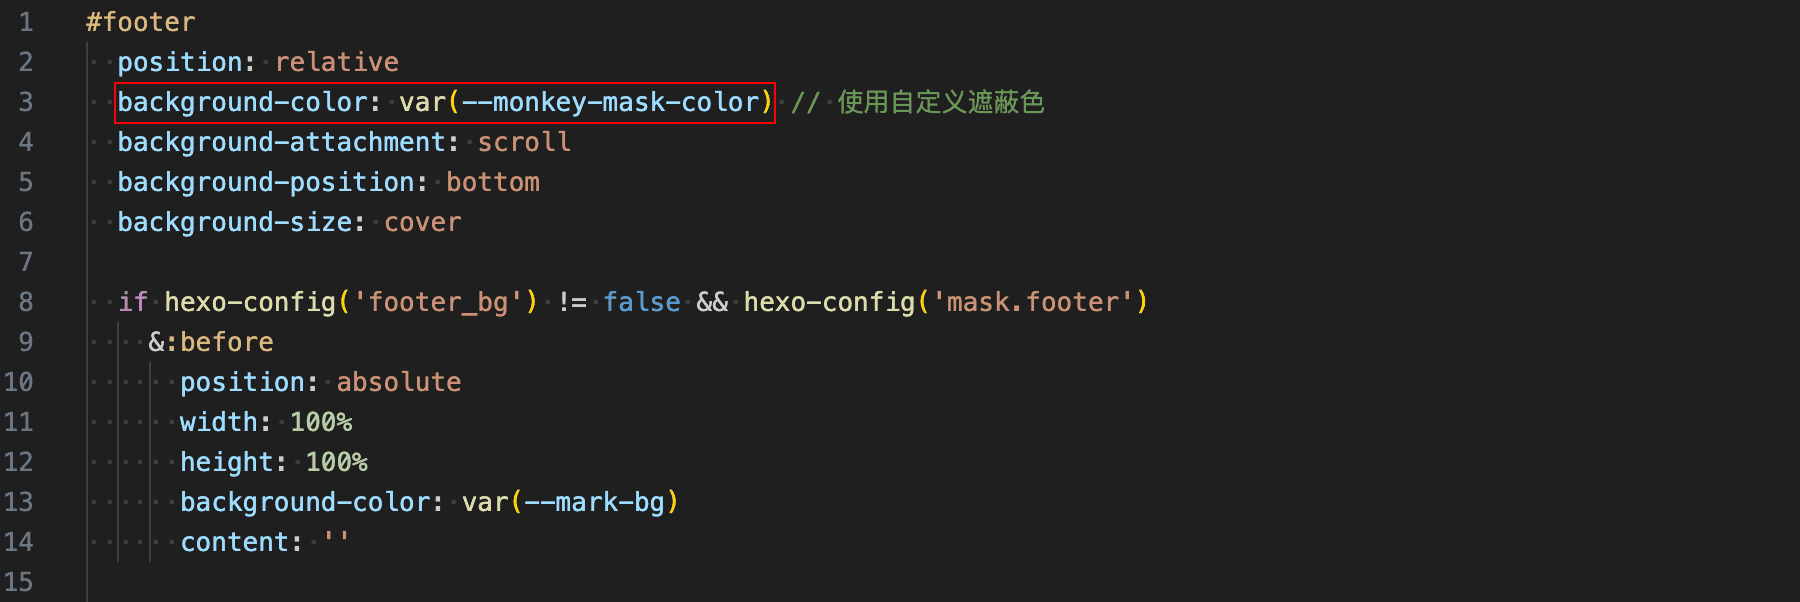 1 #footer
2   position: relative
3   background-color: var(--monkey-mask-color) // 使用自定义遮蔽色
4   background-attachment: scroll
5   background-position: bottom
6   background-size: cover
7
8   if hexo-config('footer_bg') != false && hexo-config('mask.footer')
9     &:before
10       position: absolute
11       width: 100%
12       height: 100%
13       background-color: var(--mark-bg)
14       content: ''
15